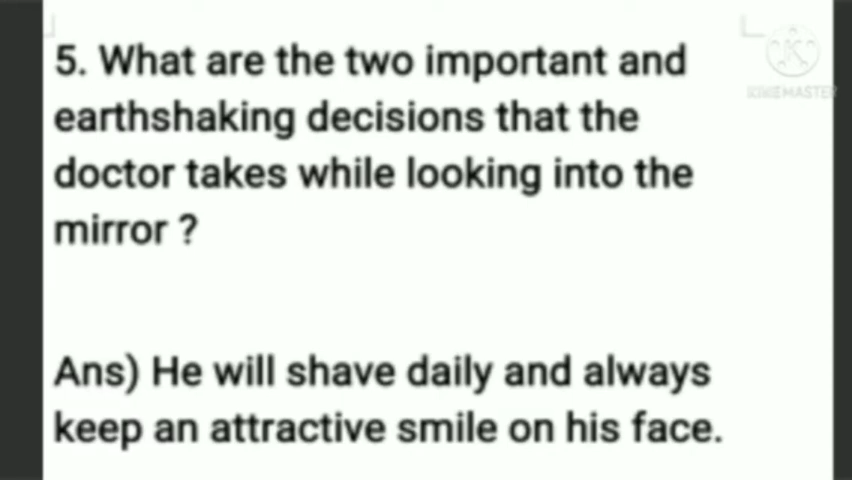 KINEMASTER
5. What are the two important and
earthshaking decisions that the
doctor takes while looking into the
mirror ?
Ans) He will shave daily and always
keep an attractive smile on his face.